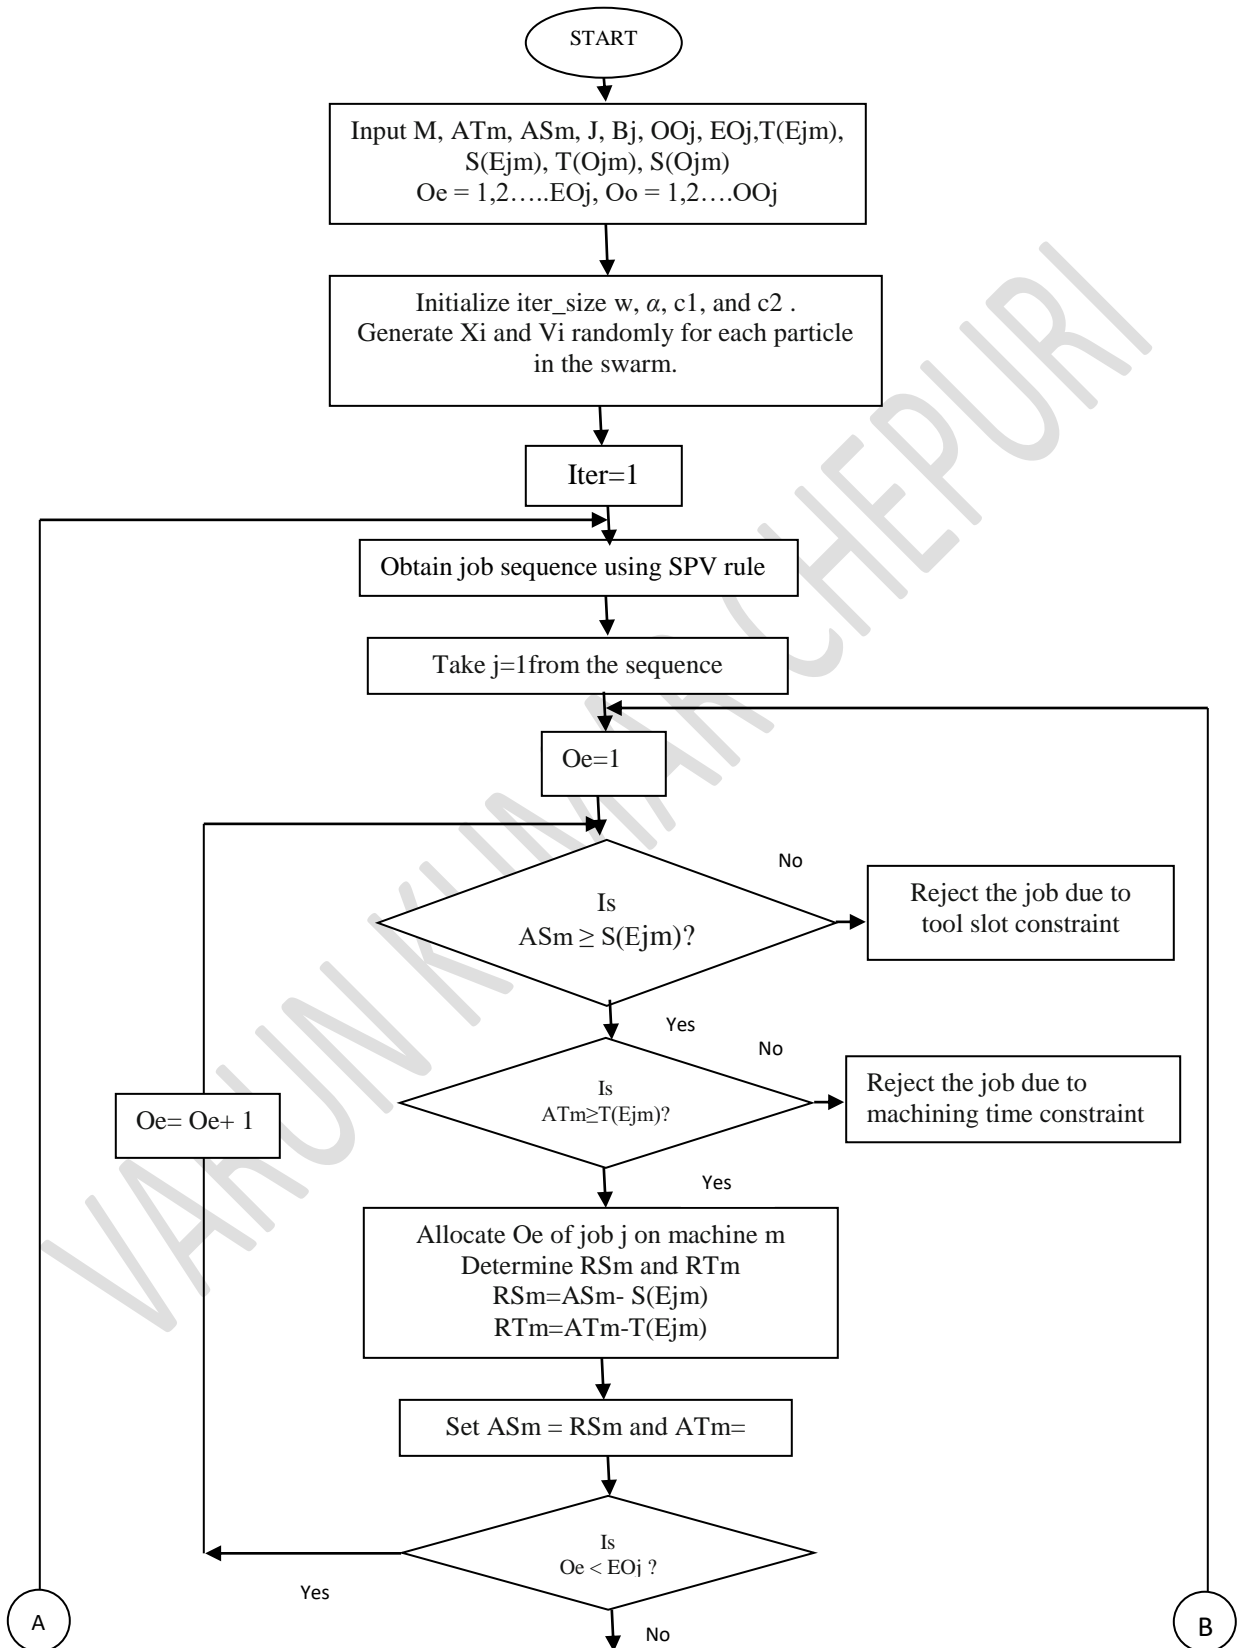 START
Input M, ATm, ASm, J, Bj, OOj, EOj,T(Ejm),
S(Ejm), T(Ojm), S(Ojm)
Oe = 1,2…..EOj, Oo = 1,2….OOj
Initialize iter_size w, α, c1, and c2 .
Generate Xi and Vi randomly for each particle
in the swarm.
Iter=1
Obtain job sequence using SPV rule
Take j=1from the sequence
Oe=1
No
Is
ASm ≥ S(Ejm)?
Reject the job due to
tool slot constraint
Yes
No
Is
ATm≥T(Ejm)?
Reject the job due to
machining time constraint
Oe= Oe+ 1
Yes
Allocate Oe of job j on machine m
Determine RSm and RTm
RSm=ASm- S(Ejm)
RTm=ATm-T(Ejm)
Set ASm = RSm and ATm=
Is
Oe < EOj ?
Yes
No
A
B
VARUN KUMAR CHEPURI